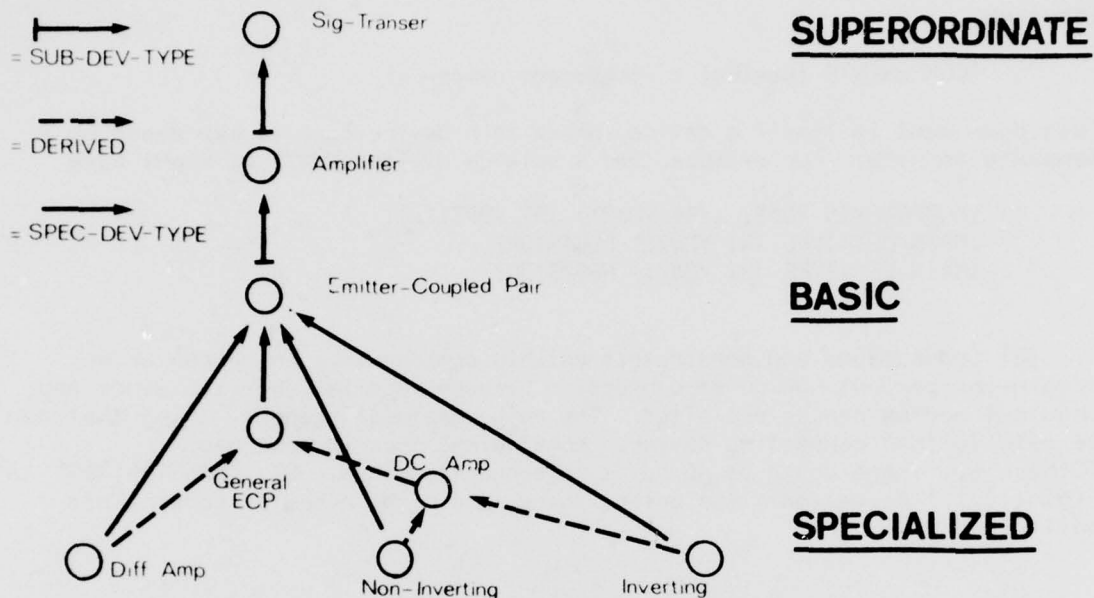 Sig-Transer
SUPERORDINATE
= SUB-DEV-TYPE
= DERIVED
Amplifier
= SPEC-DEV-TYPE
Emitter-Coupled Pair
BASIC
General
ECP
DC Amp
SPECIALIZED
Diff Amp
Non-Inverting
Inverting